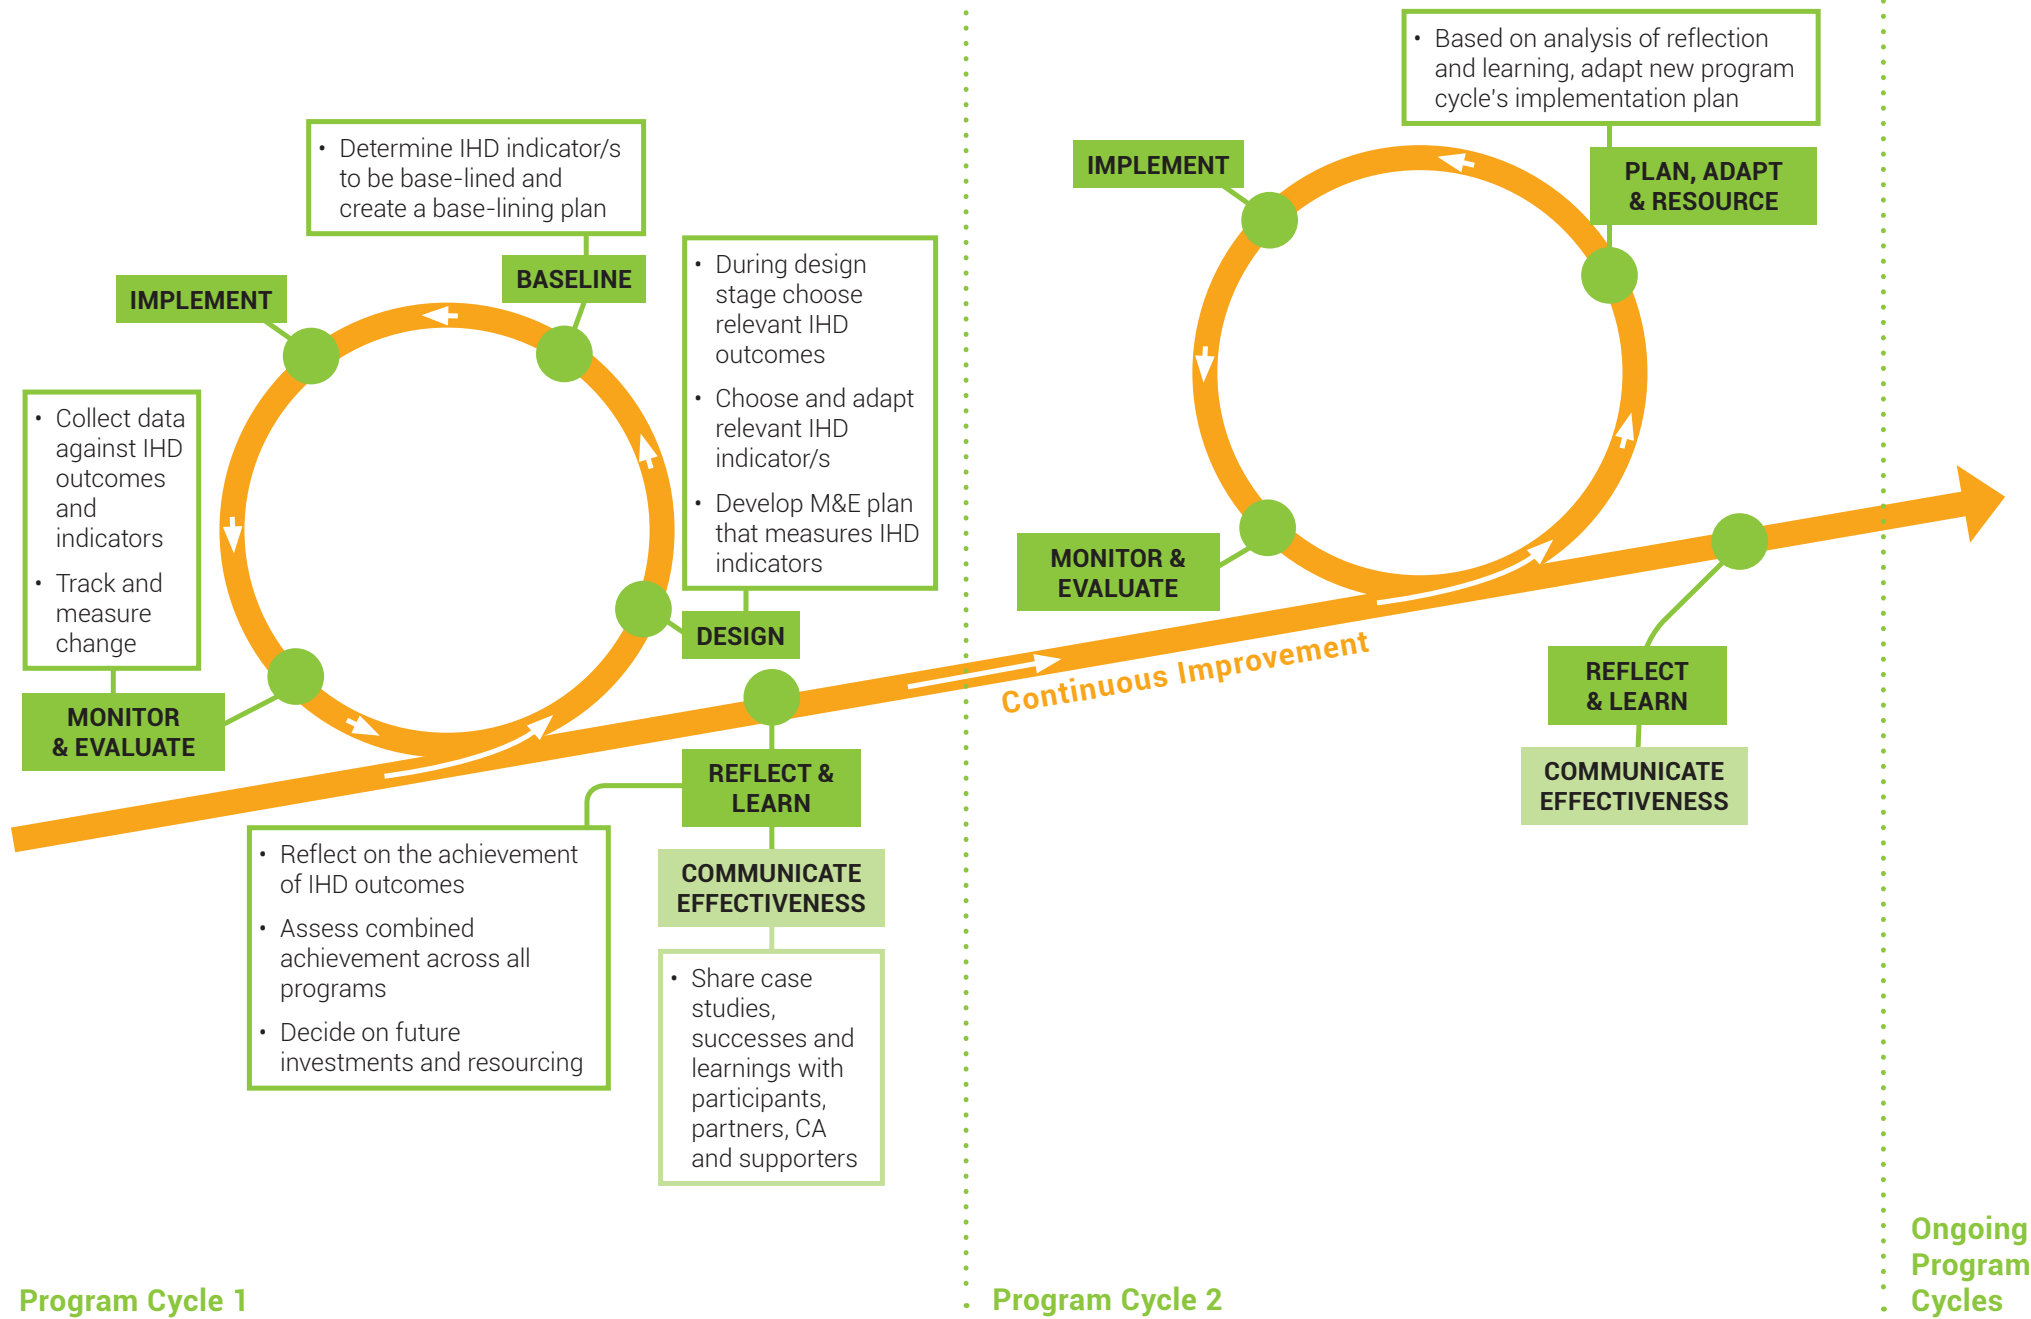 • Determine IHD indicator/s
to be base-lined and
create a base-lining plan
BASELINE
IMPLEMENT
• During design
stage choose
relevant IHD
outcomes
• Choose and adapt
relevant IHD
indicator/s
• Develop M&E plan
that measures IHD
indicators
DESIGN
• Collect data
against IHD
outcomes
and
indicators
• Track and
measure
change
MONITOR
& EVALUATE
REFLECT &
LEARN
• Reflect on the achievement
of IHD outcomes
• Assess combined
achievement across all
programs
• Decide on future
investments and resourcing
COMMUNICATE
EFFECTIVENESS
• Share case
studies,
successes and
learnings with
participants,
partners, CA
and supporters
Program Cycle 1
Continuous Improvement
• Based on analysis of reflection
and learning, adapt new program
cycle's implementation plan
PLAN, ADAPT
& RESOURCE
IMPLEMENT
MONITOR &
EVALUATE
REFLECT
& LEARN
COMMUNICATE
EFFECTIVENESS
Program Cycle 2
Ongoing
Program
Cycles